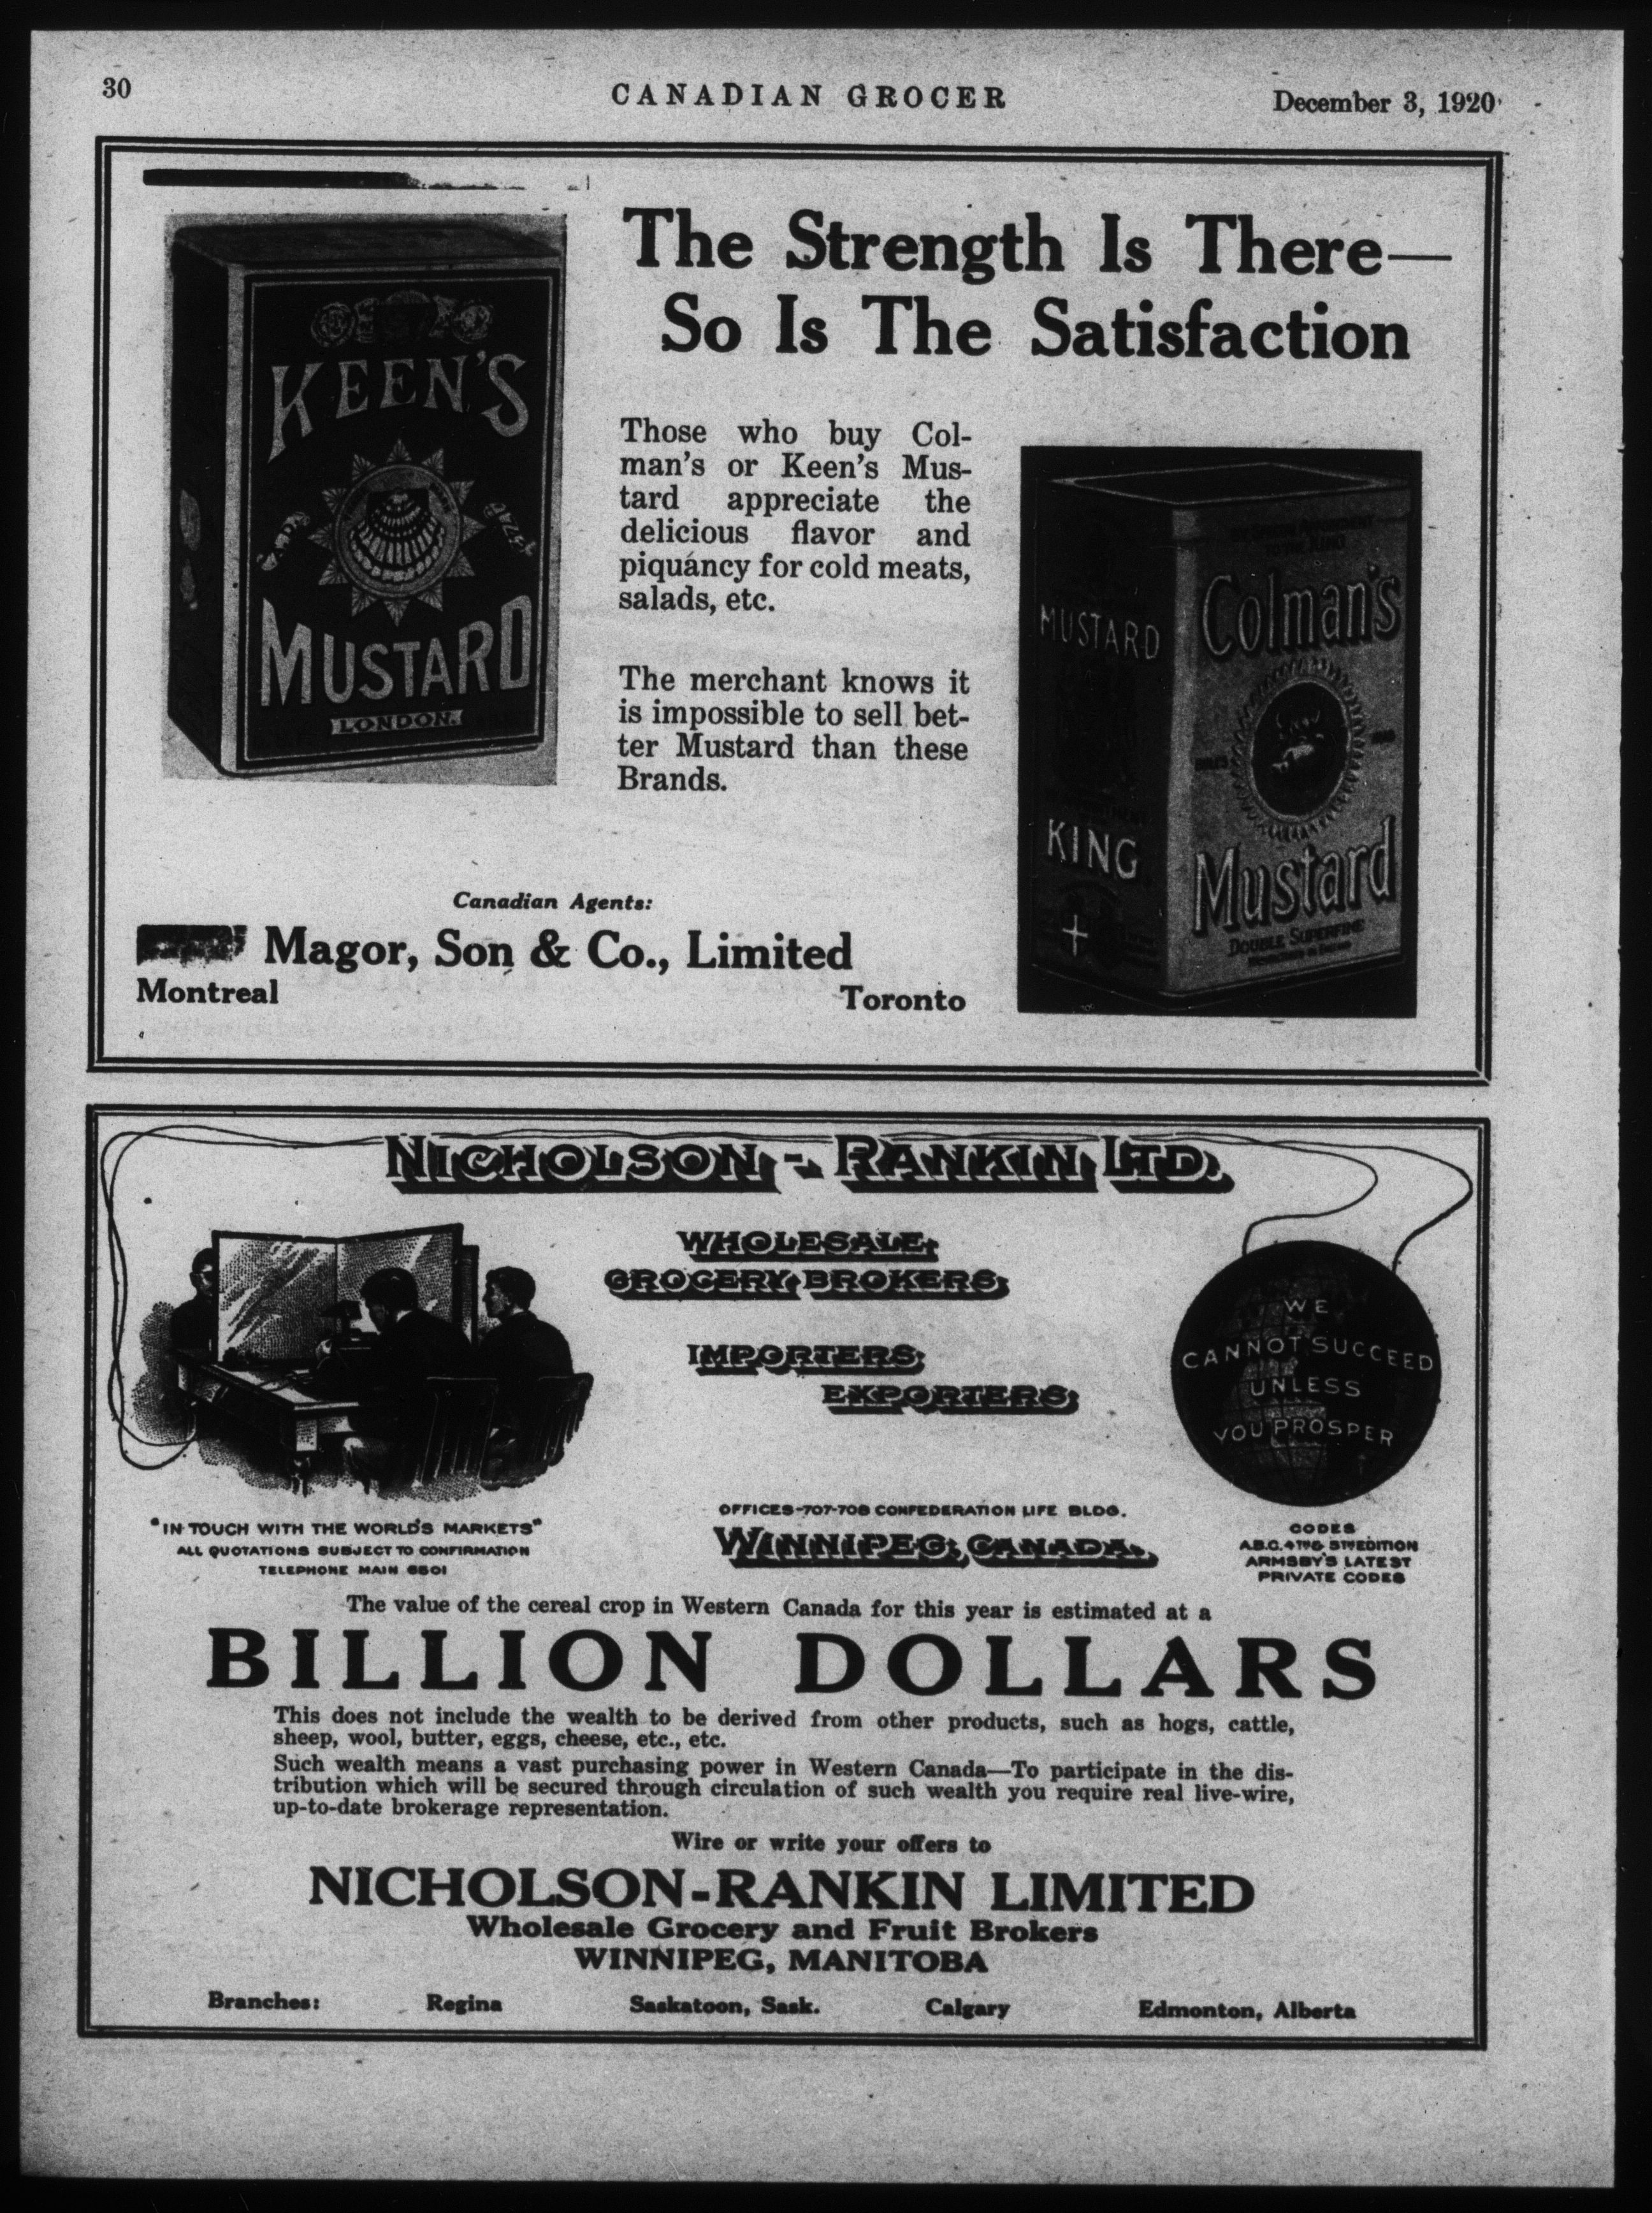 30
CANADIAN GROCER
December 3, 1920
The Strength Is There—
So Is The Satisfaction
KEEN'S
MUSTARD
LONDON.
Those who buy Col-
man's or Keen's Mus-
tard appreciate the
delicious flavor and
piquáncy for cold meats,
salads, etc.
The merchant knows it
is impossible to sell bet-
ter Mustard than these
Brands.
MUSTARD
KING
Colman's
Mustard
DOUBLE SUPERFINE
Canadian Agents:
Magor, Son & Co., Limited
Montreal
Toronto
NICHOLSON-RANKIN LTD.
WHOLESALE
GROCERY BROKERS
IMPORTERS
EXPORTERS
WE
CANNOT SUCCEED
UNLESS
YOU PROSPER
"IN TOUCH WITH THE WORLD'S MARKETS"
ALL QUOTATIONS SUBJECT TO CONFIRMATION
TELEPHONE MAIN 6501
OFFICES-707-708 CONFEDERATION LIFE BLDG.
WINNIPEG, CANADA.
CODES
A.B.C. 4TH & 5TH EDITION
ARMSBY'S LATEST
PRIVATE CODES
The value of the cereal crop in Western Canada for this year is estimated at a
BILLION DOLLARS
This does not include the wealth to be derived from other products, such as hogs, cattle,
sheep, wool, butter, eggs, cheese, etc., etc.
Such wealth means a vast purchasing power in Western Canada—To participate in the dis-
tribution which will be secured through circulation of such wealth you require real live-wire,
up-to-date brokerage representation.
Wire or write your offers to
NICHOLSON-RANKIN LIMITED
Wholesale Grocery and Fruit Brokers
WINNIPEG, MANITOBA
Branches: Regina Saskatoon, Sask. Calgary Edmonton, Alberta